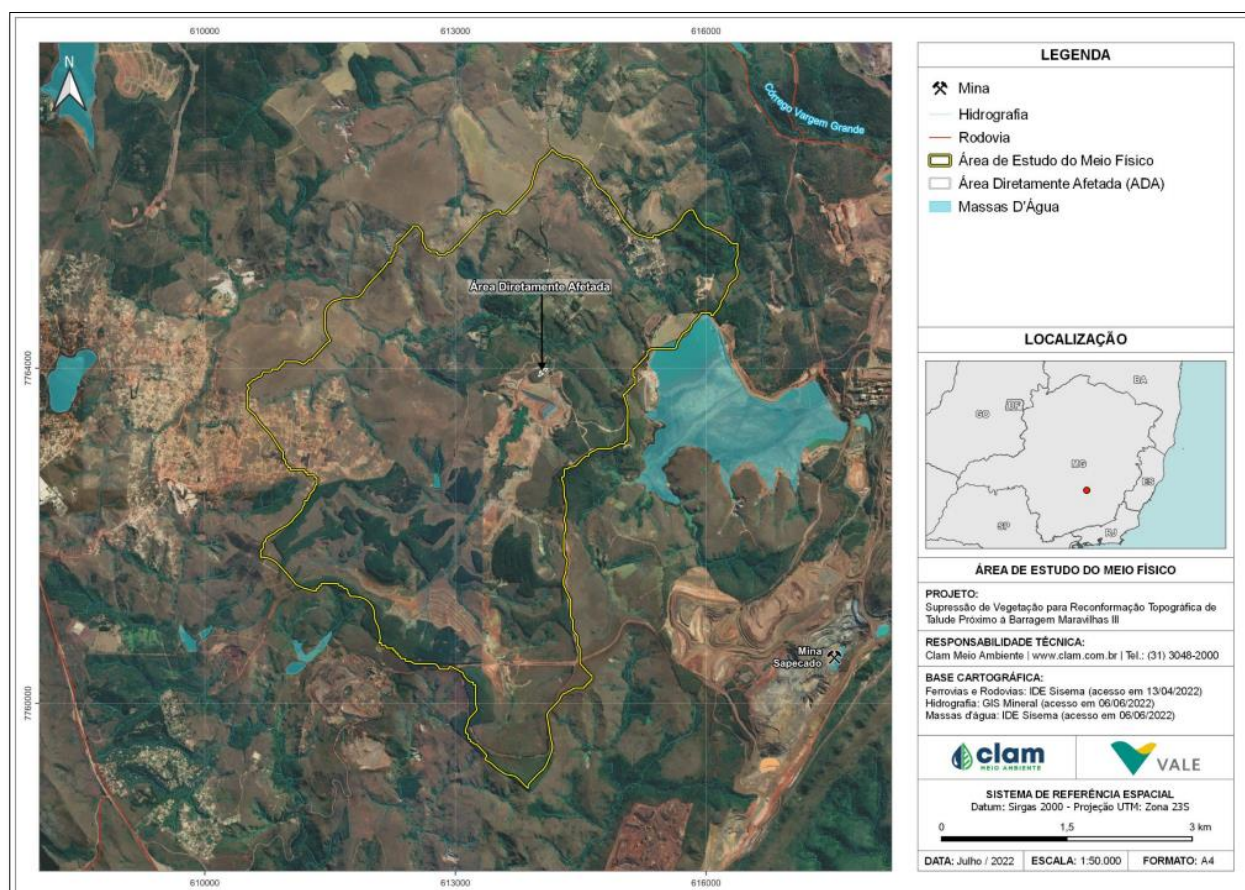 610000
613000
616000
N
Córrego Vargem Grande
Área Diretamente Afetada
7764000
Mina
Sapecado
7760000
610000
613000
616000
LEGENDA
Mina
Hidrografia
Rodovia
Área de Estudo do Meio Físico
Área Diretamente Afetada (ADA)
Massas D'Água
LOCALIZAÇÃO
BA
GO
DF
MG
ES
SP
RJ
ÁREA DE ESTUDO DO MEIO FÍSICO
PROJETO:
Supressão de Vegetação para Reconformação Topográfica de
Talude Próximo à Barragem Maravilhas III
RESPONSABILIDADE TÉCNICA:
Clam Meio Ambiente | www.clam.com.br | Tel.: (31) 3048-2000
BASE CARTOGRÁFICA:
Ferrovias e Rodovias: IDE Sisema (acesso em 13/04/2022)
Hidrografia: GIS Mineral (acesso em 06/06/2022)
Massas d'água: IDE Sisema (acesso em 06/06/2022)
clam
MEIO AMBIENTE
VALE
SISTEMA DE REFERÊNCIA ESPACIAL
Datum: Sirgas 2000 - Projeção UTM: Zona 23S
0 1,5 3 km
DATA: Julho / 2022 ESCALA: 1:50.000 FORMATO: A4